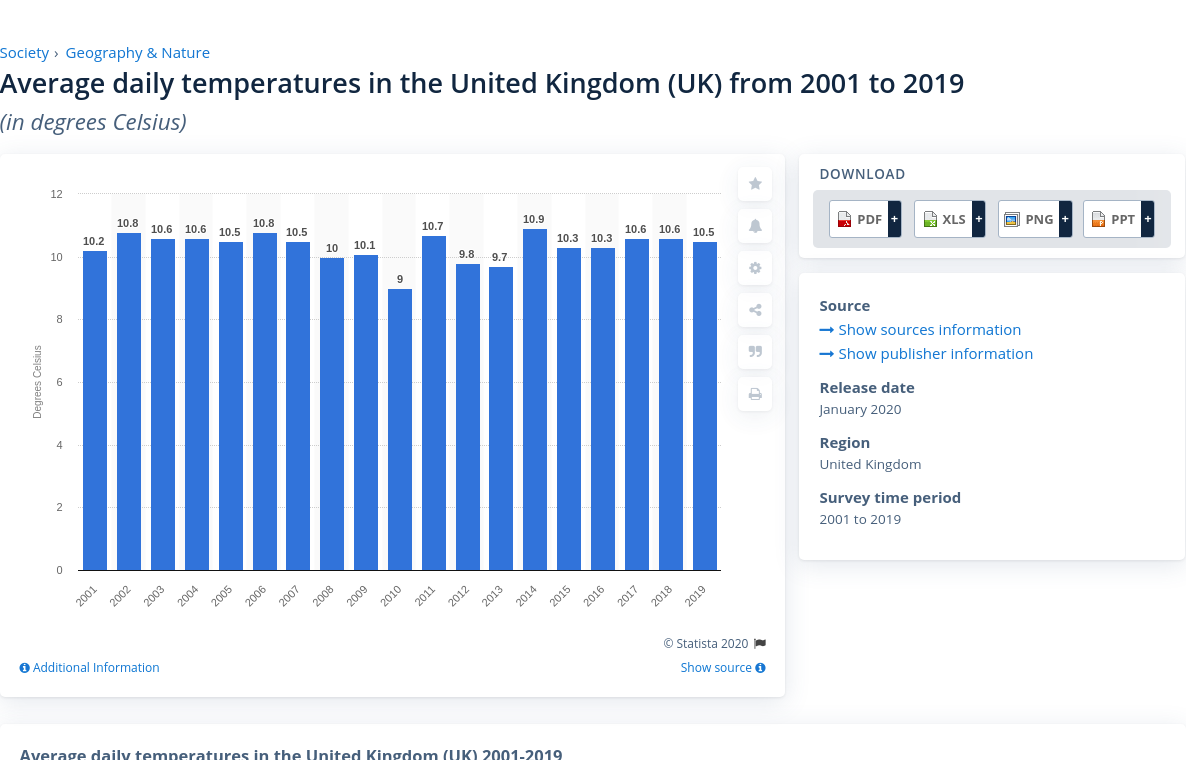 Society › Geography & Nature
Average daily temperatures in the United Kingdom (UK) from 2001 to 2019
(in degrees Celsius)
12
10
8
6
4
2
0
Degrees Celsius
10.2 10.8 10.6 10.6 10.5 10.8 10.5 10 10.1 9 10.7 9.8 9.7 10.9 10.3 10.3 10.6 10.6 10.5
2001 2002 2003 2004 2005 2006 2007 2008 2009 2010 2011 2012 2013 2014 2015 2016 2017 2018 2019
© Statista 2020
Additional Information
Show source
DOWNLOAD
PDF + XLS + PNG + PPT +
Source
Show sources information
Show publisher information
Release date
January 2020
Region
United Kingdom
Survey time period
2001 to 2019
Average daily temperatures in the United Kingdom (UK) 2001-2019